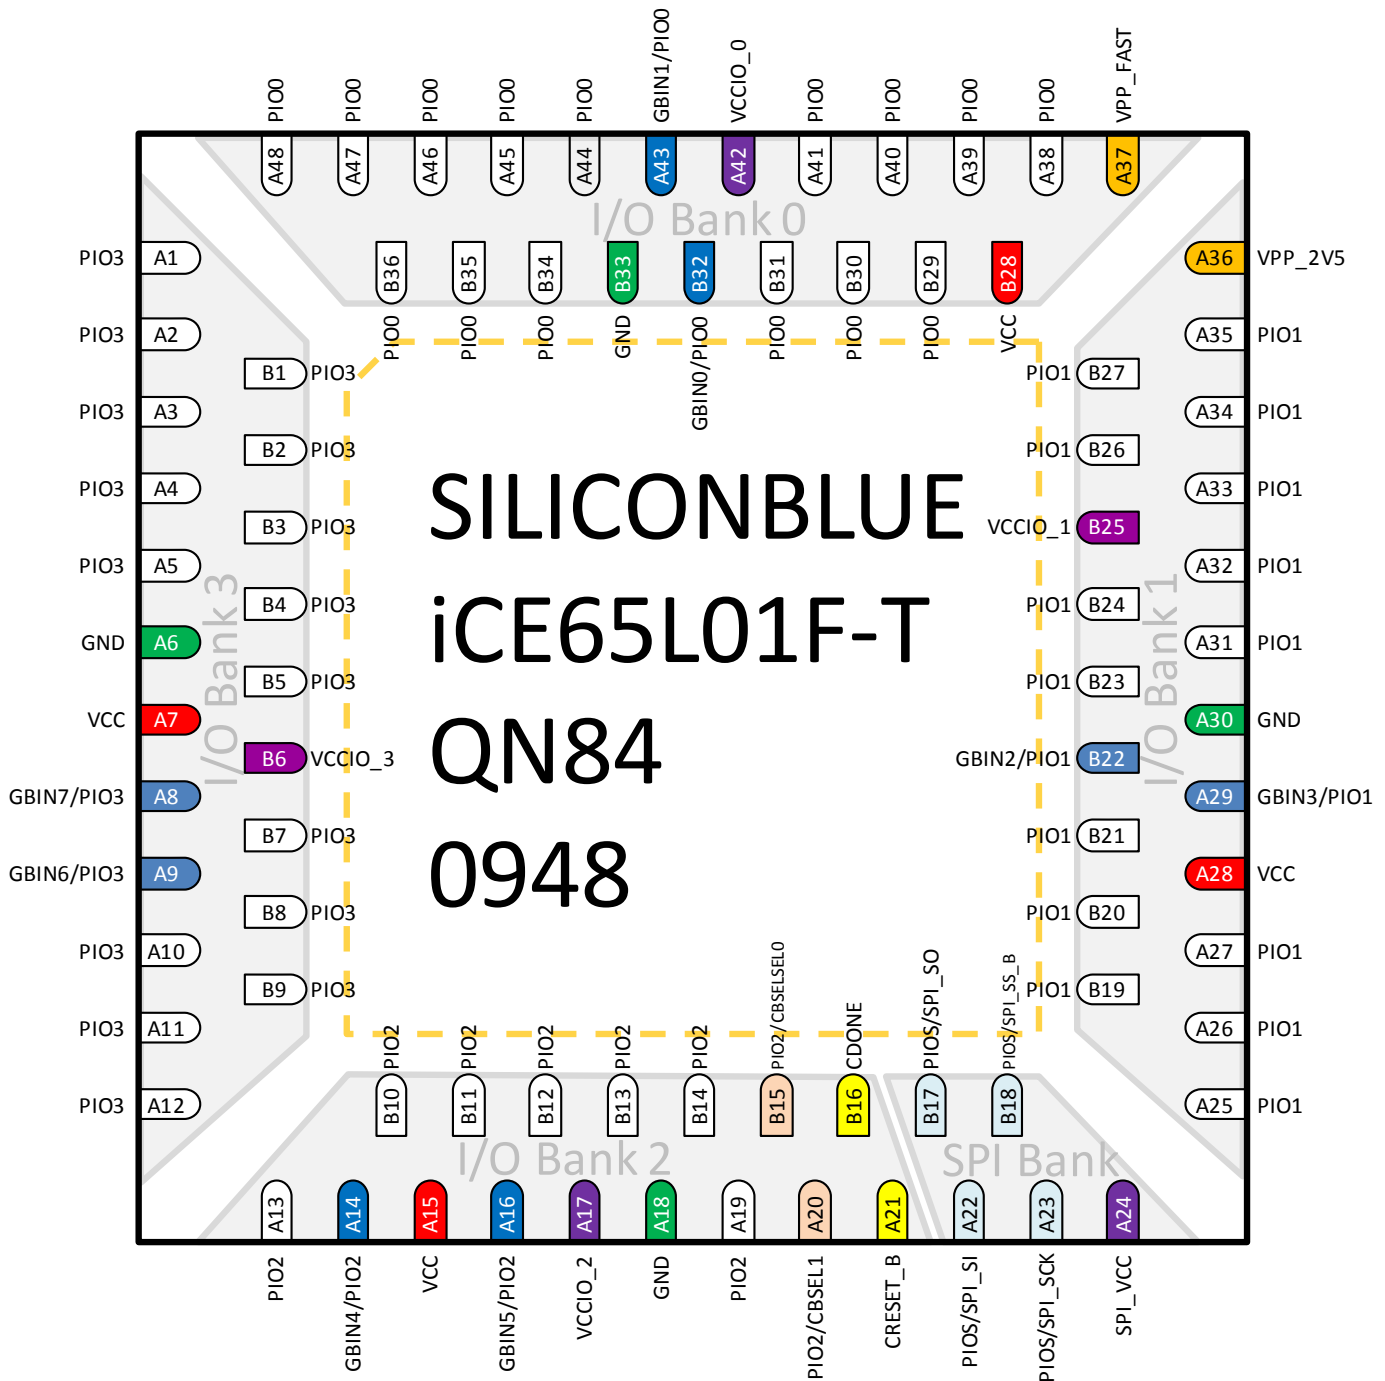 PIO0 PIO0 PIO0 PIO0 PIO0 GBIN1/PIO0 VCCIO_0 PIO0 PIO0 PIO0 PIO0 VPP_FAST
A48 A47 A46 A45 A44 A43 A42 A41 A40 A39 A38 A37
I/O Bank 0
B36 B35 B34 B33 B32 B31 B30 B29 B28
PIO0 PIO0 PIO0 GND GBIN0/PIO0 PIO0 PIO0 PIO0 VCC
PIO3 A1
PIO3 A2
PIO3 A3
PIO3 A4
PIO3 A5
GND A6
VCC A7
GBIN7/PIO3 A8
GBIN6/PIO3 A9
PIO3 A10
PIO3 A11
PIO3 A12
I/O Bank 3
B1 PIO3
B2 PIO3
B3 PIO3
B4 PIO3
B5 PIO3
B6 VCCIO_3
B7 PIO3
B8 PIO3
B9 PIO3
SILICONBLUE
iCE65L01F-T
QN84
0948
PIO1 B27
PIO1 B26
VCCIO_1 B25
PIO1 B24
PIO1 B23
GBIN2/PIO1 B22
PIO1 B21
PIO1 B20
PIO1 B19
I/O Bank 1
A36 VPP_2V5
A35 PIO1
A34 PIO1
A33 PIO1
A32 PIO1
A31 PIO1
A30 GND
A29 GBIN3/PIO1
A28 VCC
A27 PIO1
A26 PIO1
A25 PIO1
PIO2 PIO2 PIO2 PIO2 PIO2 PIO2/CBSELSEL0 CDONE PIOS/SPI_SO PIOS/SPI_SS_B
B10 B11 B12 B13 B14 B15 B16 B17 B18
I/O Bank 2
SPI Bank
A13 A14 A15 A16 A17 A18 A19 A20 A21 A22 A23 A24
PIO2 GBIN4/PIO2 VCC GBIN5/PIO2 VCCIO_2 GND PIO2 PIO2/CBSEL1 CRESET_B PIOS/SPI_SI PIOS/SPI_SCK SPI_VCC